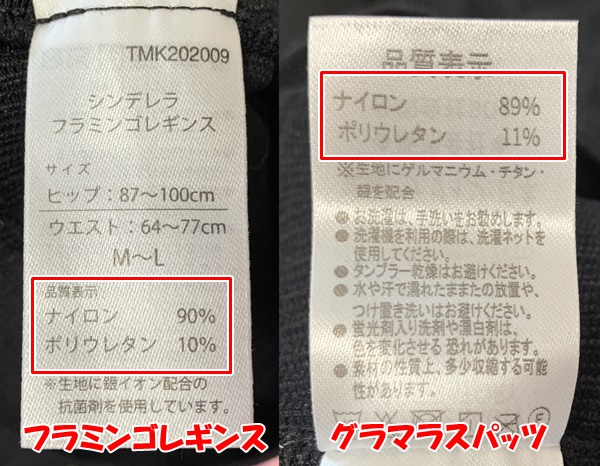 TMK202009
シンデレラ
フラミンゴレギンス
サイズ
ヒップ：87〜100cm
ウエスト：64〜77cm
M〜L
品質表示
ナイロン 90%
ポリウレタン 10%
※生地に銀イオン配合の
抗菌剤を使用しています。
フラミンゴレギンス
品質表示
ナイロン 89%
ポリウレタン 11%
※生地にゲルマニウム・チタン・
銀を配合
●お洗濯は、手洗いをお勧めします。
●洗濯機を利用の際は、洗濯ネットを
使用してください。
●タンブラー乾燥はお避けください。
●水や汗で濡れたままたの放置や、
つけ置き洗いはお避けください。
●蛍光剤入り洗剤や漂白剤は、
色を変化させる恐れがあります。
●素材の性質上、多少収縮する可能
性があります。
グラマラスパッツ